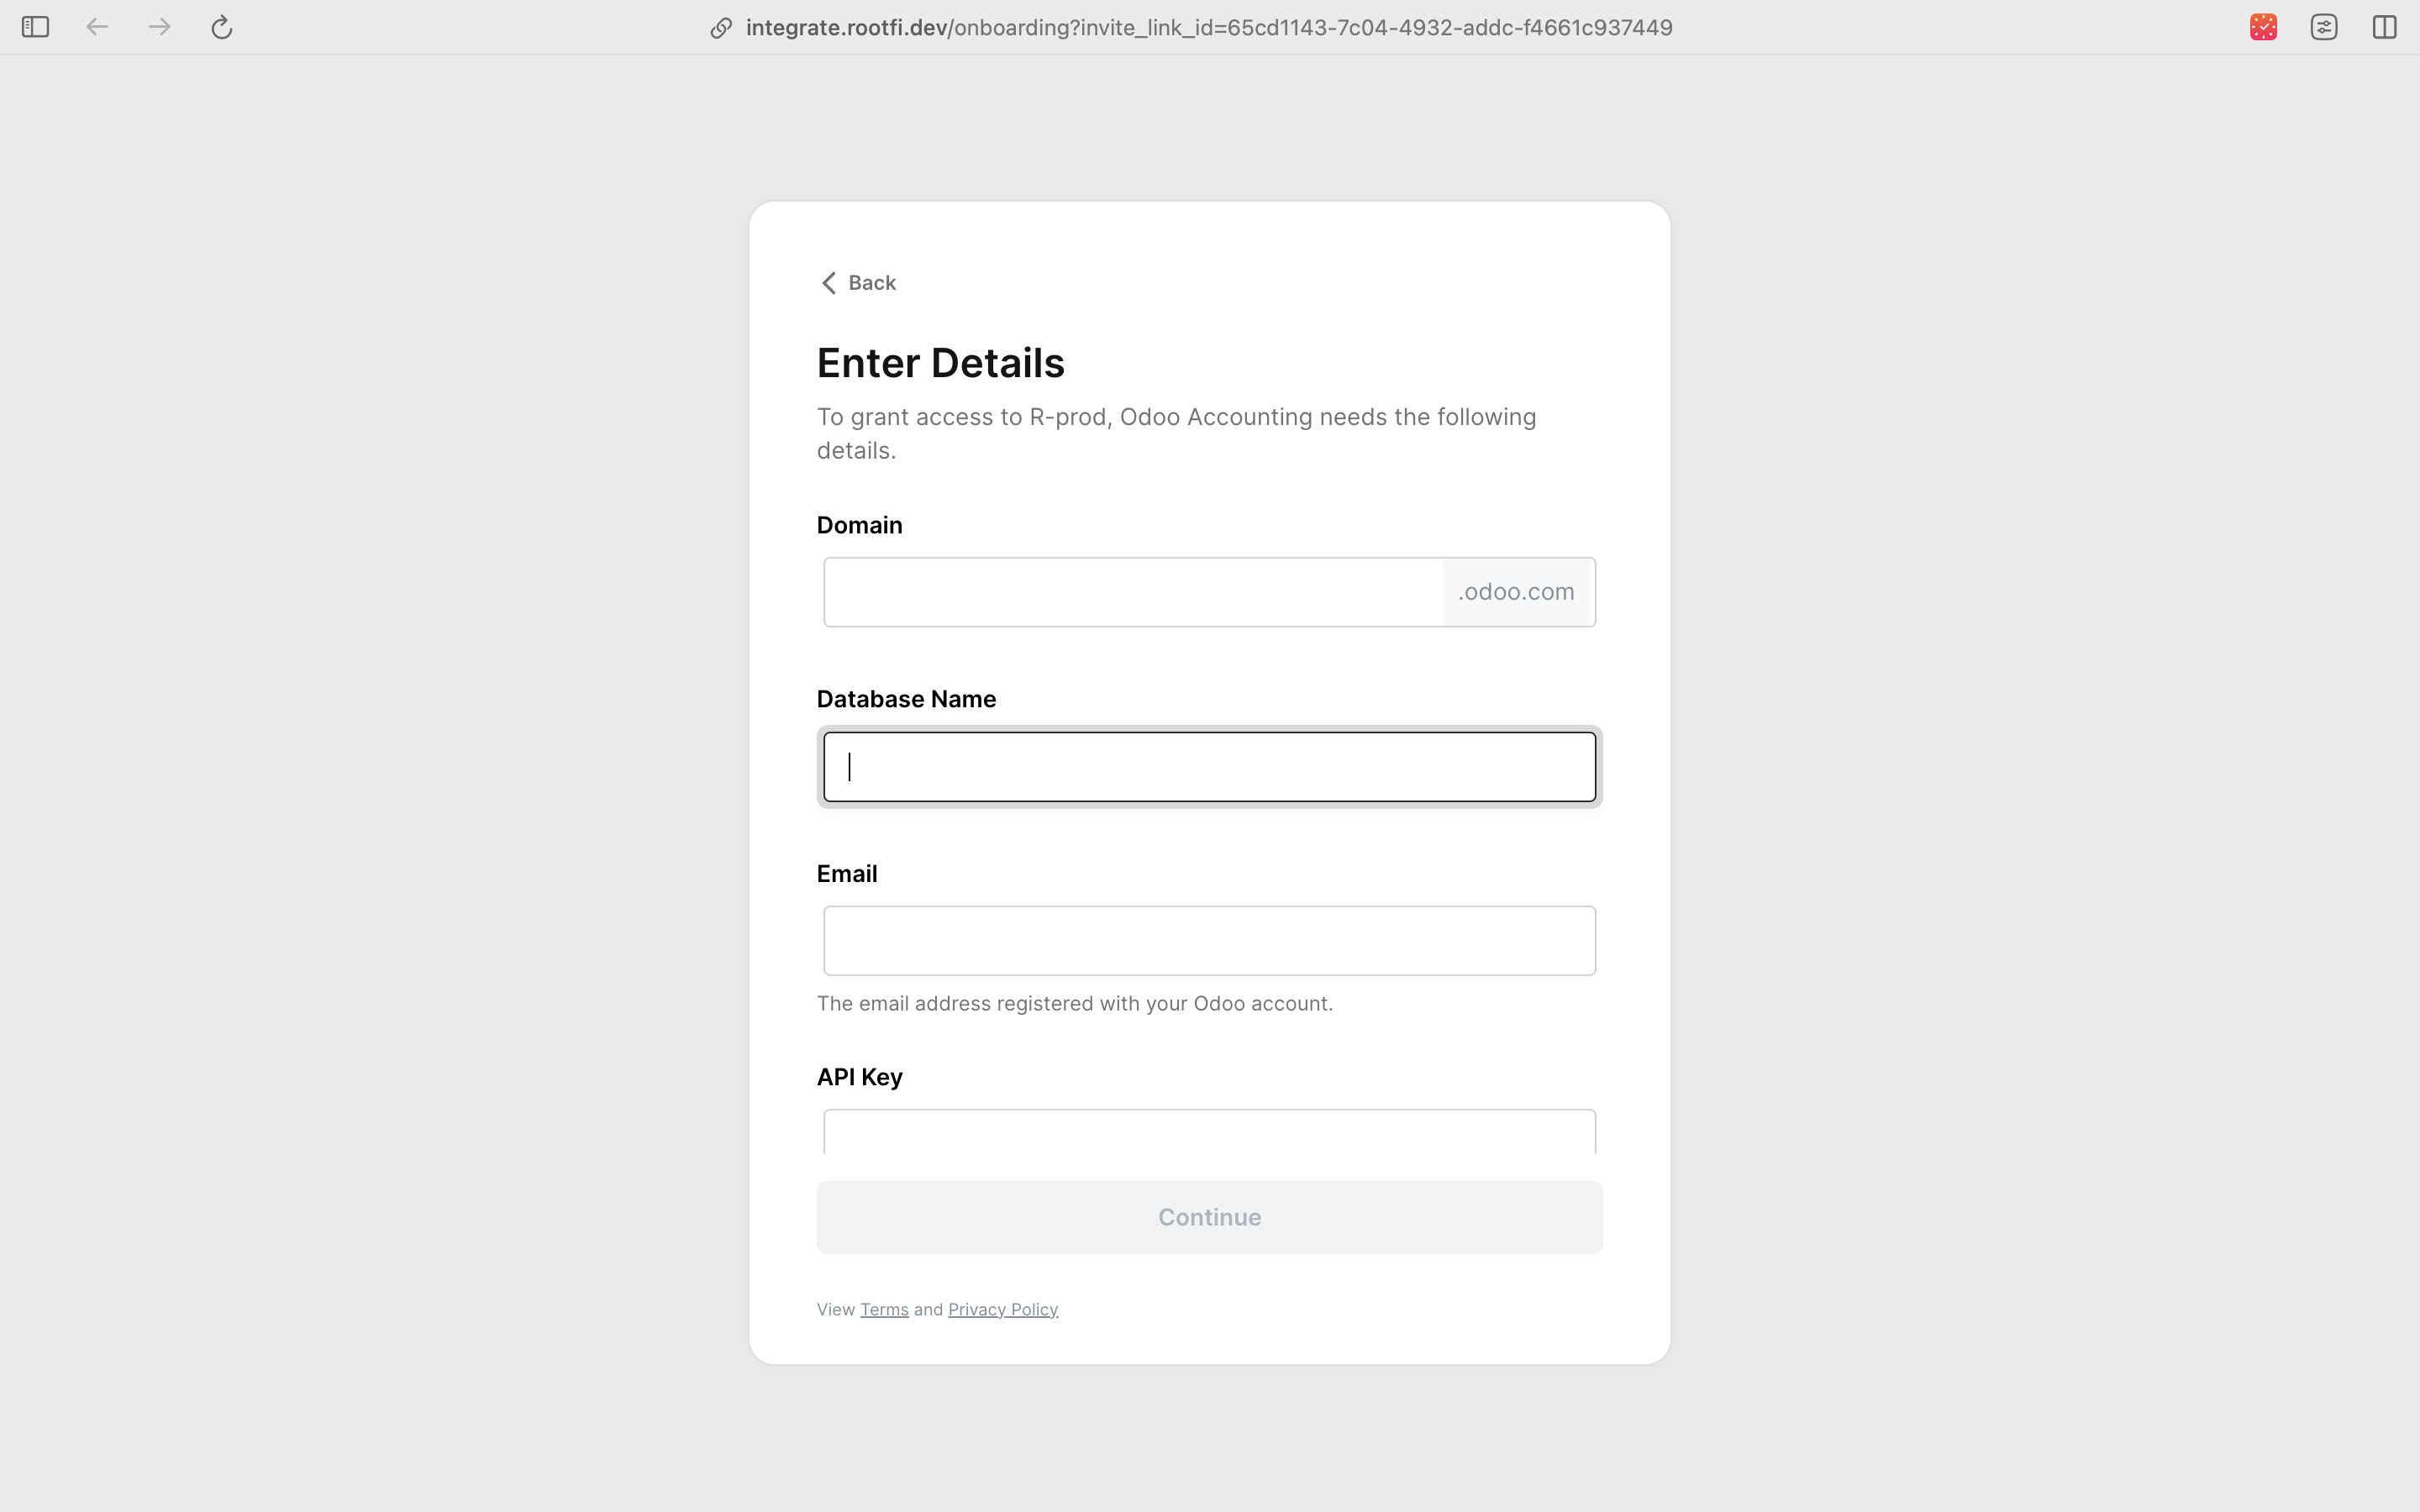 integrate.rootfi.dev/onboarding?invite_link_id=65cd1143-7c04-4932-addc-f4661c937449
Back
Enter Details
To grant access to R-prod, Odoo Accounting needs the following
details.
Domain
.odoo.com
Database Name
Email
The email address registered with your Odoo account.
API Key
Continue
View Terms and Privacy Policy